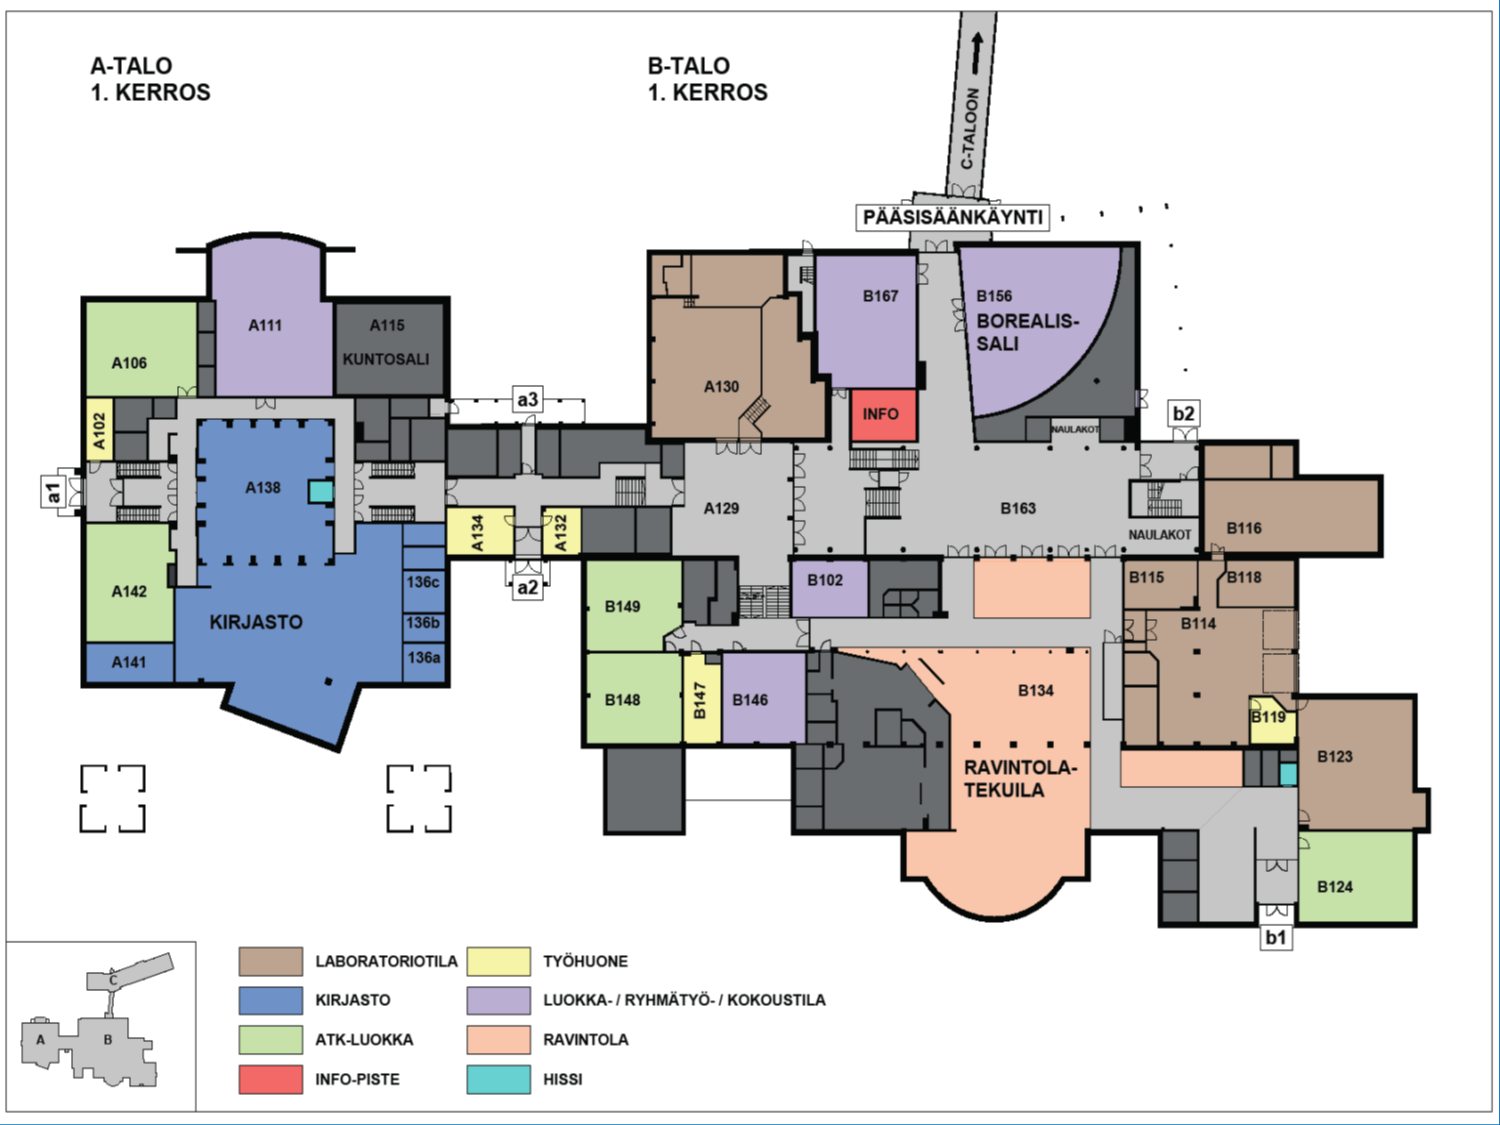 A-TALO
1. KERROS
B-TALO
1. KERROS
C-TALOON
PÄÄSISÄÄNKÄYNTI
A111
A115
KUNTOSALI
A106
A102
a1
A138
A142
A141
KIRJASTO
136c
136b
136a
a3
A134
A132
a2
A130
A129
B167
INFO
B156
BOREALIS-
SALI
NAULAKOT
b2
B163
NAULAKOT
B116
B102
B149
B148
B147
B146
B115
B118
B114
B119
B134
RAVINTOLA-
TEKUILA
B123
B124
b1
C
A
B
LABORATORIOTILA
KIRJASTO
ATK-LUOKKA
INFO-PISTE
TYÖHUONE
LUOKKA- / RYHMÄTYÖ- / KOKOUSTILA
RAVINTOLA
HISSI